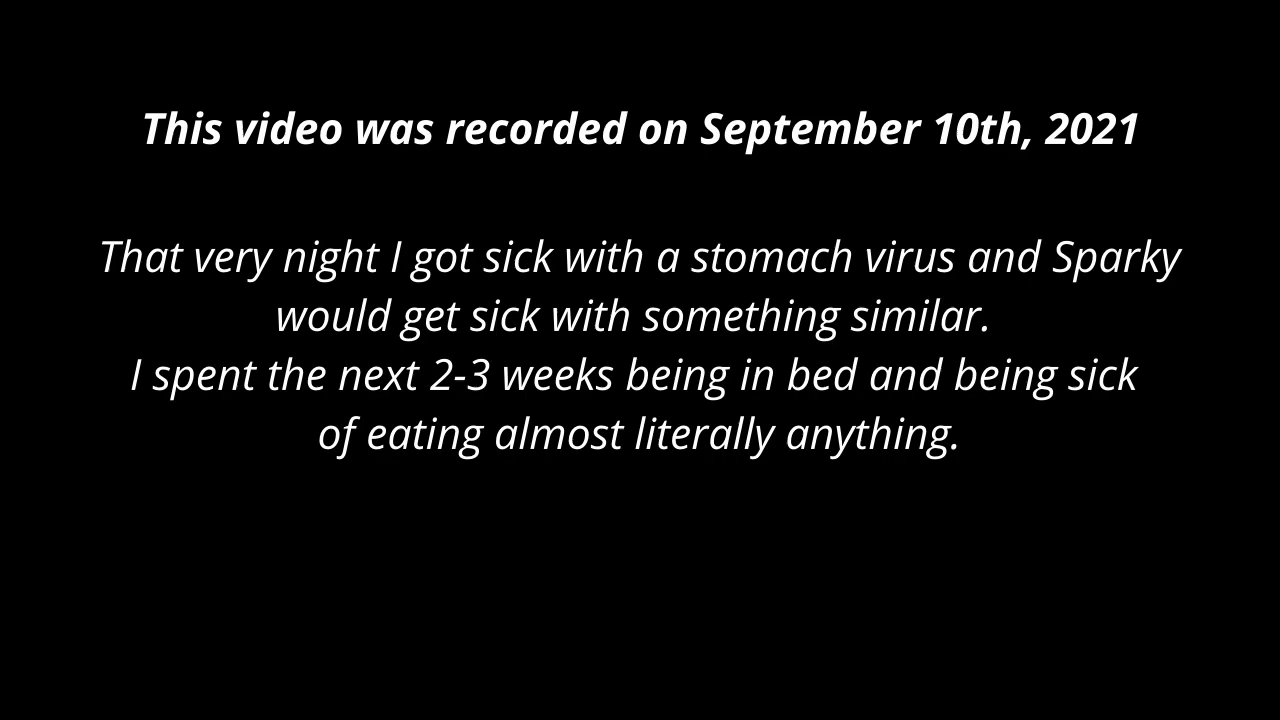 This video was recorded on September 10th, 2021
That very night I got sick with a stomach virus and Sparky
would get sick with something similar.
I spent the next 2-3 weeks being in bed and being sick
of eating almost literally anything.